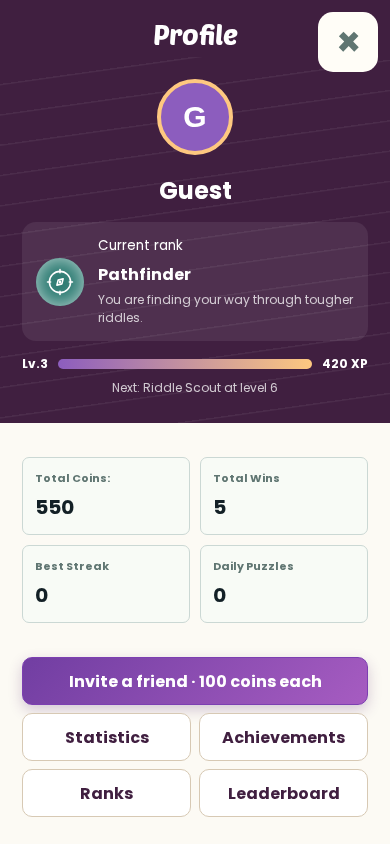 Profile
G
Guest
Current rank
Pathfinder
You are finding your way through tougher
riddles.
Lv.3
420 XP
Next: Riddle Scout at level 6
Total Coins:
550
Total Wins
5
Best Streak
0
Daily Puzzles
0
Invite a friend · 100 coins each
Statistics
Achievements
Ranks
Leaderboard